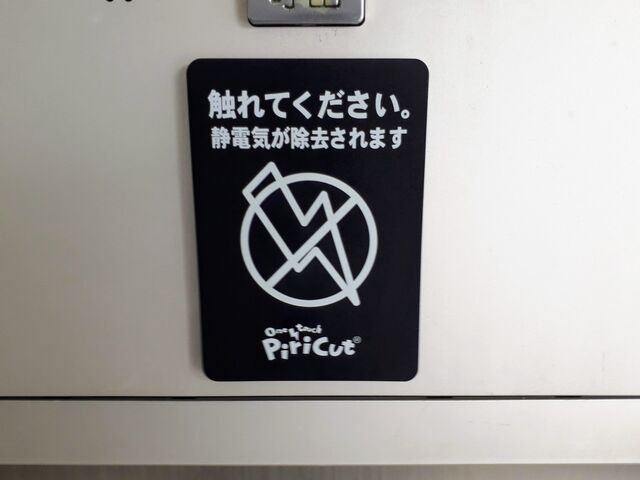 触れてください。
静電気が除去されます
One touch
PiriCut®